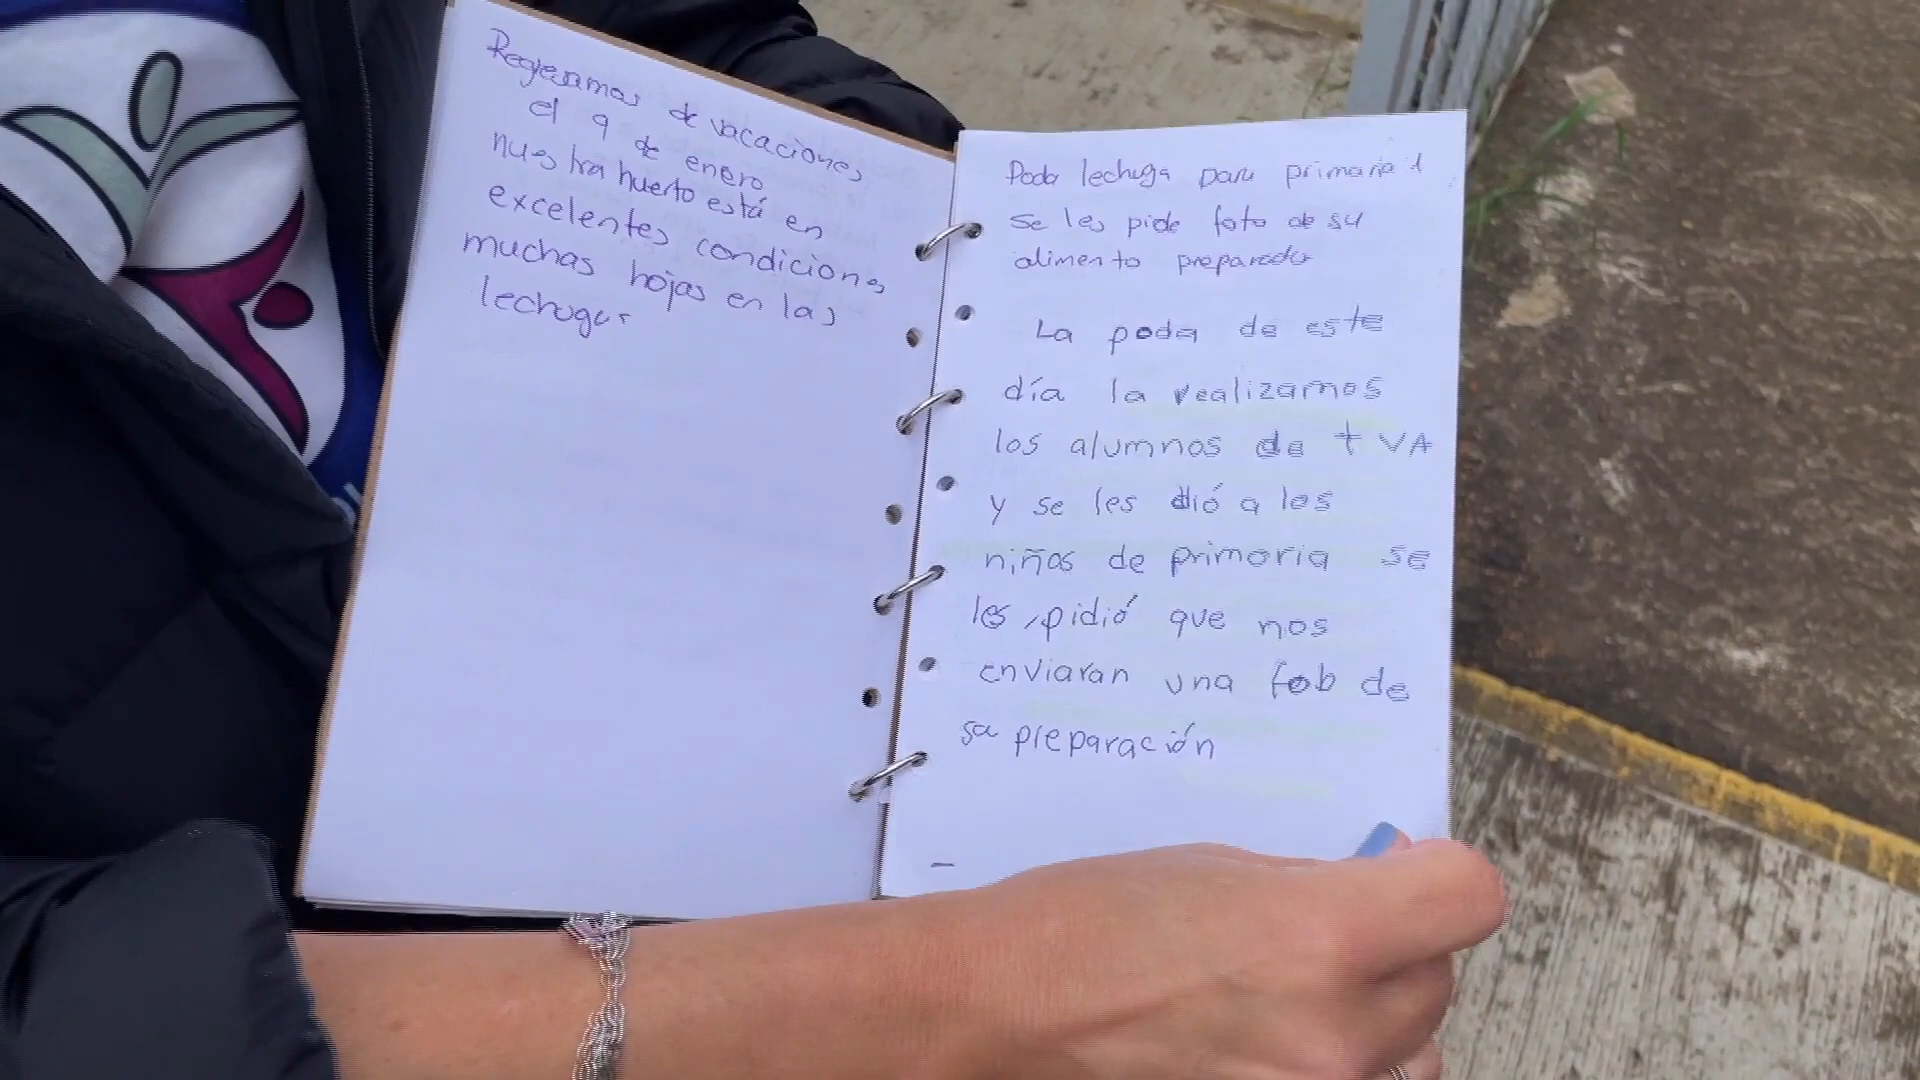 Regresamos de vacaciones
el 9 de enero
nuestra huerto está en
excelentes condiciones
muchas hojas en las
lechugas
Poda lechuga para primaria 1
se les pide foto de su
alimento preparado
La poda de este
día la realizamos
los alumnos de t VA
y se les dió a los
niños de primaria se
les pidió que nos
enviaran una foto de
su preparación